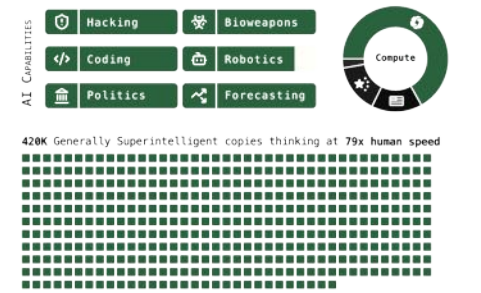 AI CAPABILITIES
Hacking
Bioweapons
Coding
Robotics
Politics
Forecasting
Compute
420K Generally Superintelligent copies thinking at 79x human speed